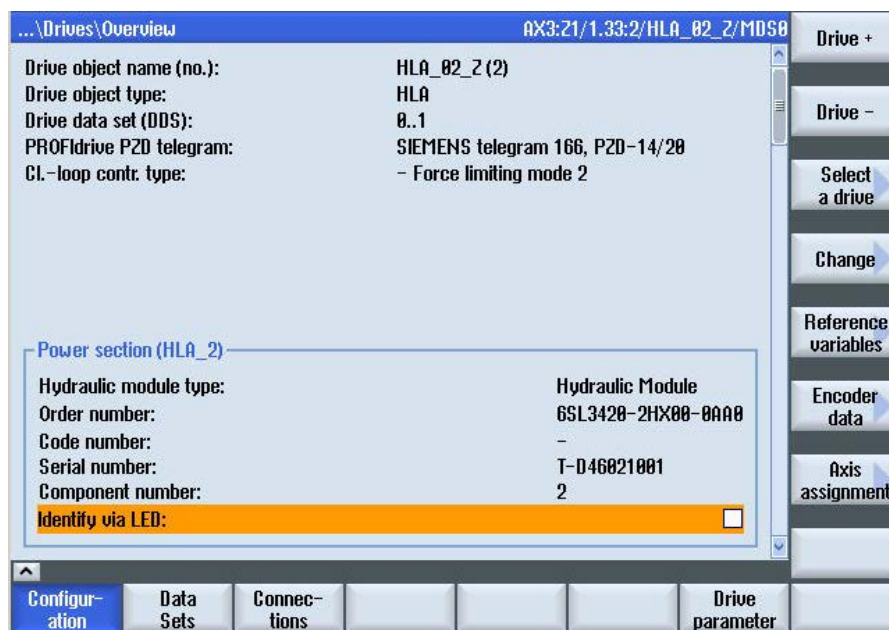 ...\Drives\Overview AX3:Z1/1.33:2/HLA_02_Z/MDS0
Drive object name (no.): HLA_02_Z (2)
Drive object type: HLA
Drive data set (DDS): 0..1
PROFIdrive PZD telegram: SIEMENS telegram 166, PZD-14/20
Cl.-loop contr. type: - Force limiting mode 2
Power section (HLA_2)
Hydraulic module type: Hydraulic Module
Order number: 6SL3420-2HX00-0AA0
Code number: -
Serial number: T-D46021001
Component number: 2
Identify via LED:
Drive +
Drive -
Select
a drive
Change
Reference
variables
Encoder
data
Axis
assignment
Configur-
ation
Data
Sets
Connec-
tions
Drive
parameter